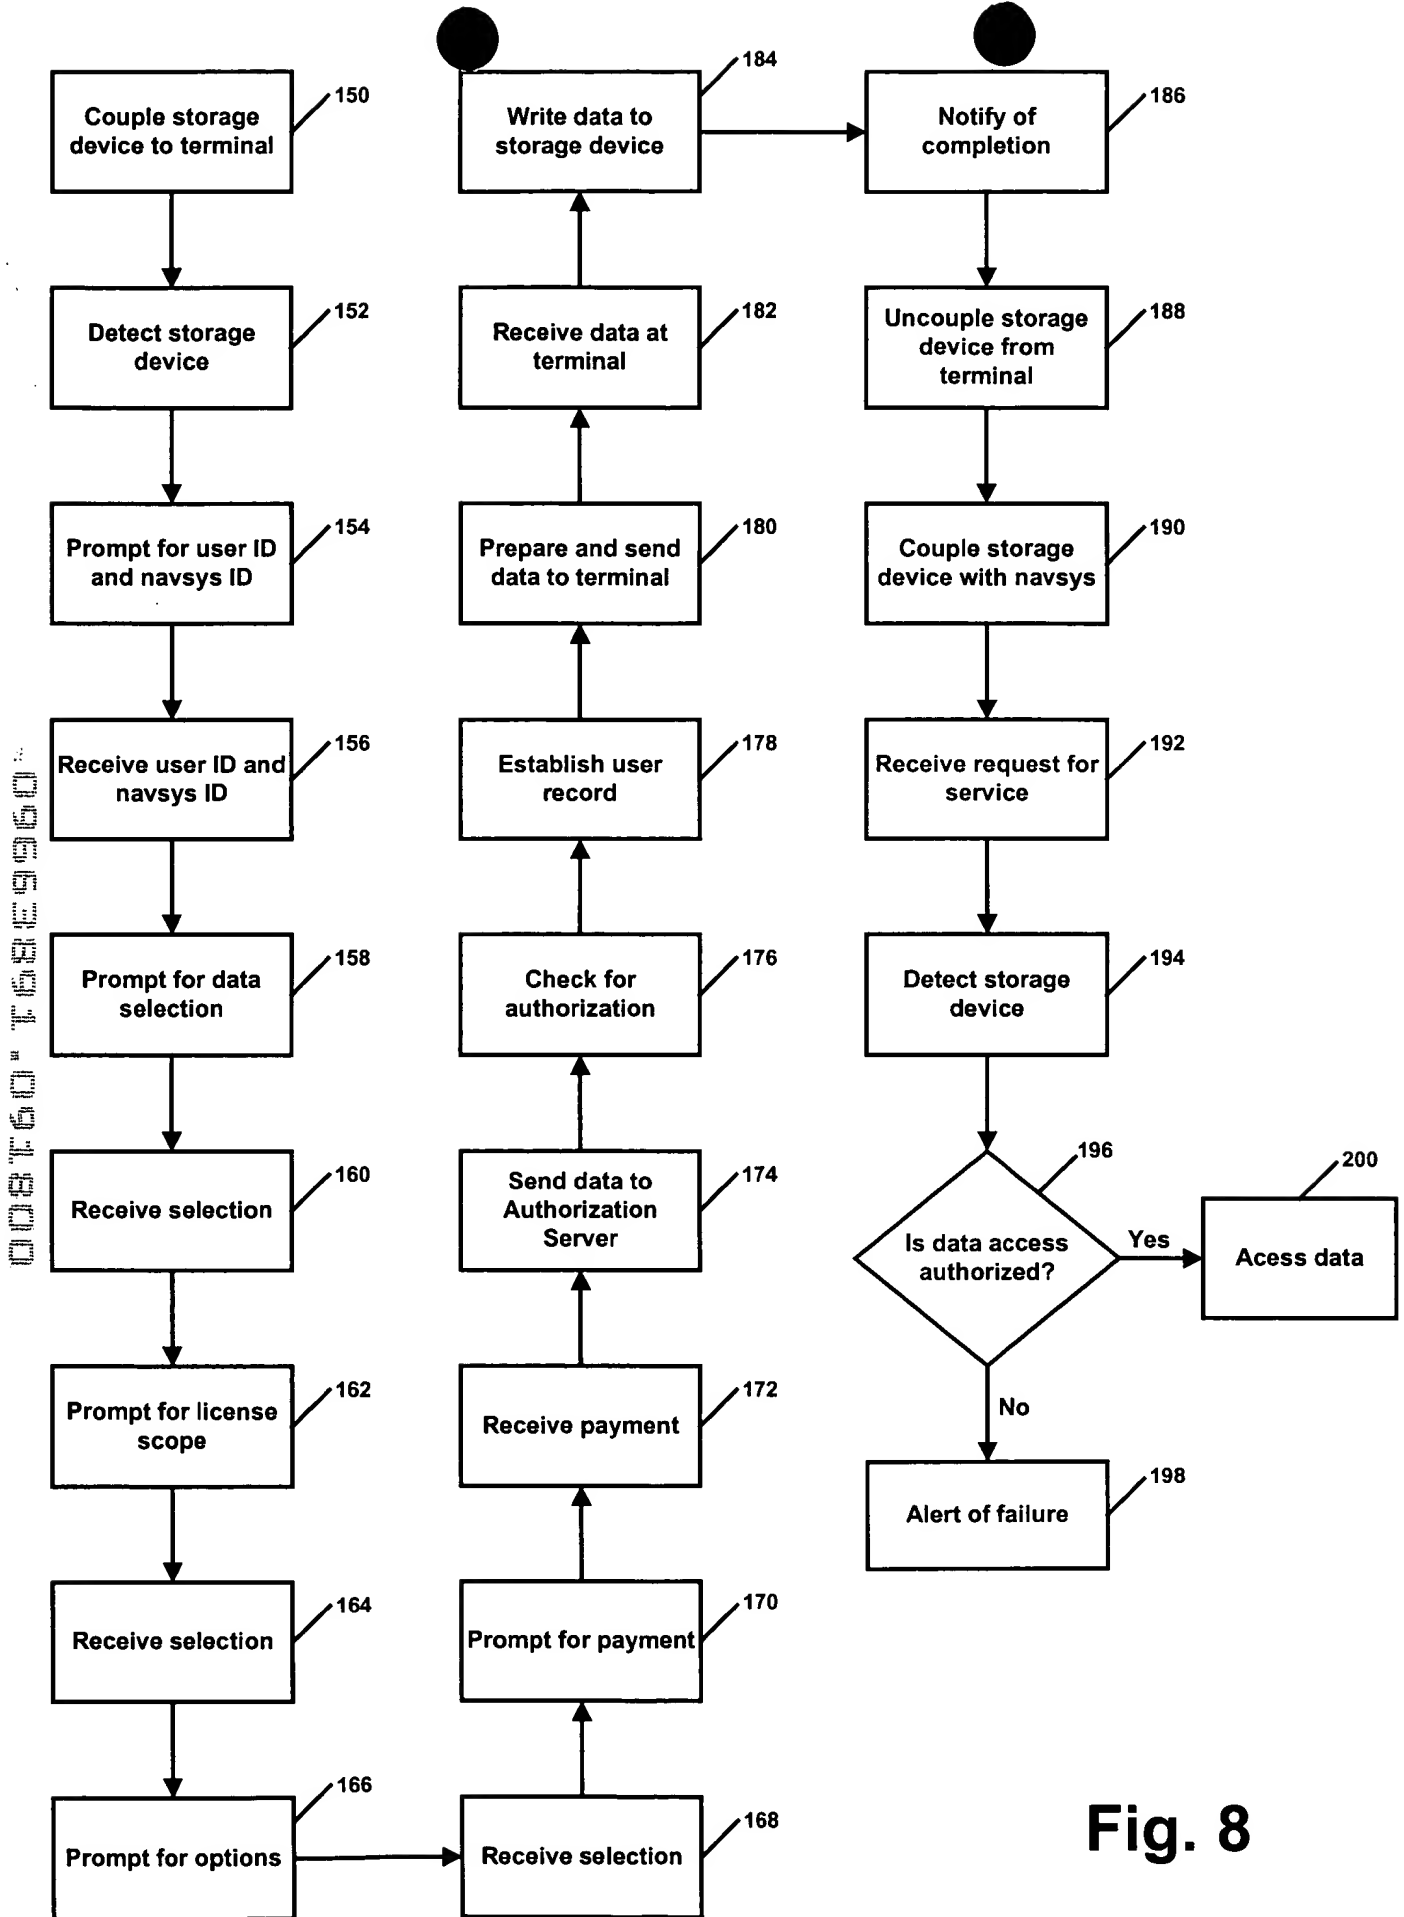 Couple storage
device to terminal
150
Detect storage
device
152
Prompt for user ID
and navsys ID
154
Receive user ID and
navsys ID
156
Prompt for data
selection
158
Receive selection
160
Prompt for license
scope
162
Receive selection
164
Prompt for options
166
Receive selection
168
Prompt for payment
170
Receive payment
172
Send data to
Authorization
Server
174
Check for
authorization
176
Establish user
record
178
Prepare and send
data to terminal
180
Receive data at
terminal
182
Write data to
storage device
184
Notify of
completion
186
Uncouple storage
device from
terminal
188
Couple storage
device with navsys
190
Receive request for
service
192
Detect storage
device
194
Is data access
authorized?
196
Yes
Acess data
200
No
Alert of failure
198
Fig. 8
09663891.091800